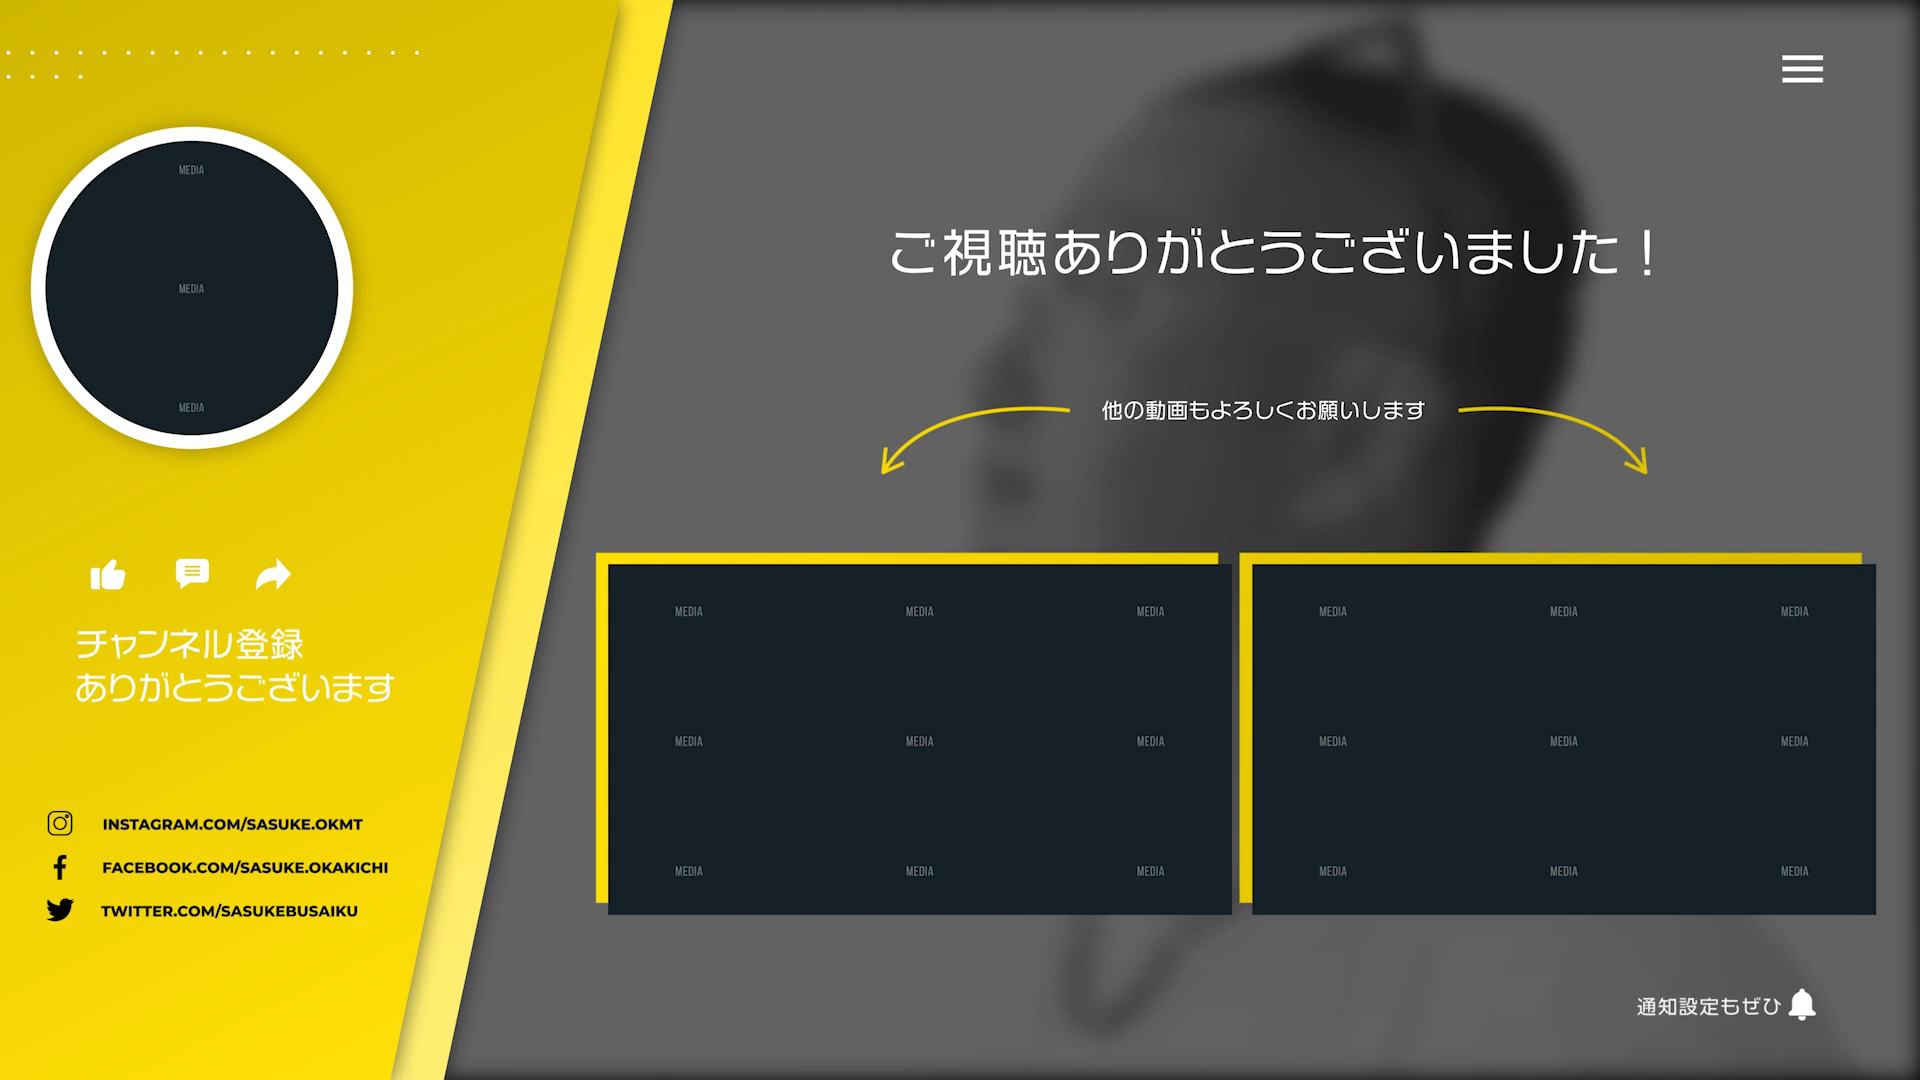 MEDIA
MEDIA
MEDIA
チャンネル登録
ありがとうございます
INSTAGRAM.COM/SASUKE.OKMT
FACEBOOK.COM/SASUKE.OKAKICHI
TWITTER.COM/SASUKEBUSAIKU
ご視聴ありがとうございました！
他の動画もよろしくお願いします
MEDIA MEDIA MEDIA MEDIA MEDIA MEDIA
MEDIA MEDIA MEDIA MEDIA MEDIA MEDIA
MEDIA MEDIA MEDIA MEDIA MEDIA MEDIA
通知設定もぜひ